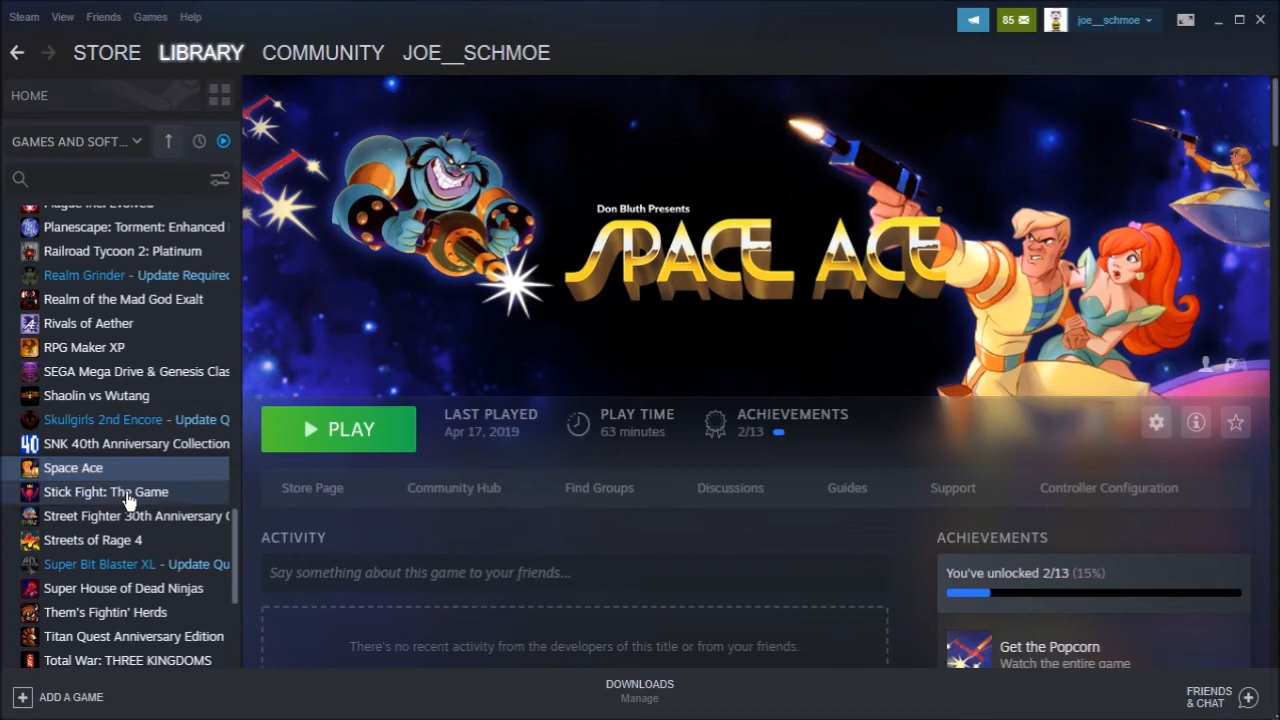 Steam View Friends Games Help
85
joe__schmoe
STORE LIBRARY COMMUNITY JOE__SCHMOE
HOME
GAMES AND SOFT...
Plague Inc: Evolved
Planescape: Torment: Enhanced
Railroad Tycoon 2: Platinum
Realm Grinder - Update Required
Realm of the Mad God Exalt
Rivals of Aether
RPG Maker XP
SEGA Mega Drive & Genesis Clas
Shaolin vs Wutang
Skullgirls 2nd Encore - Update Q
40 SNK 40th Anniversary Collection
Space Ace
Stick Fight: The Game
Street Fighter 30th Anniversary C
Streets of Rage 4
Super Bit Blaster XL - Update Qu
Super House of Dead Ninjas
Them's Fightin' Herds
Titan Quest Anniversary Edition
Total War: THREE KINGDOMS
ADD A GAME
Don Bluth Presents
SPACE ACE
PLAY
LAST PLAYED
Apr 17, 2019
PLAY TIME
63 minutes
ACHIEVEMENTS
2/13
Store Page Community Hub Find Groups Discussions Guides Support Controller Configuration
ACTIVITY
Say something about this game to your friends...
There's no recent activity from the developers of this title or from your friends.
ACHIEVEMENTS
You've unlocked 2/13 (15%)
Get the Popcorn
Watch the entire game
DOWNLOADS
Manage
FRIENDS
& CHAT